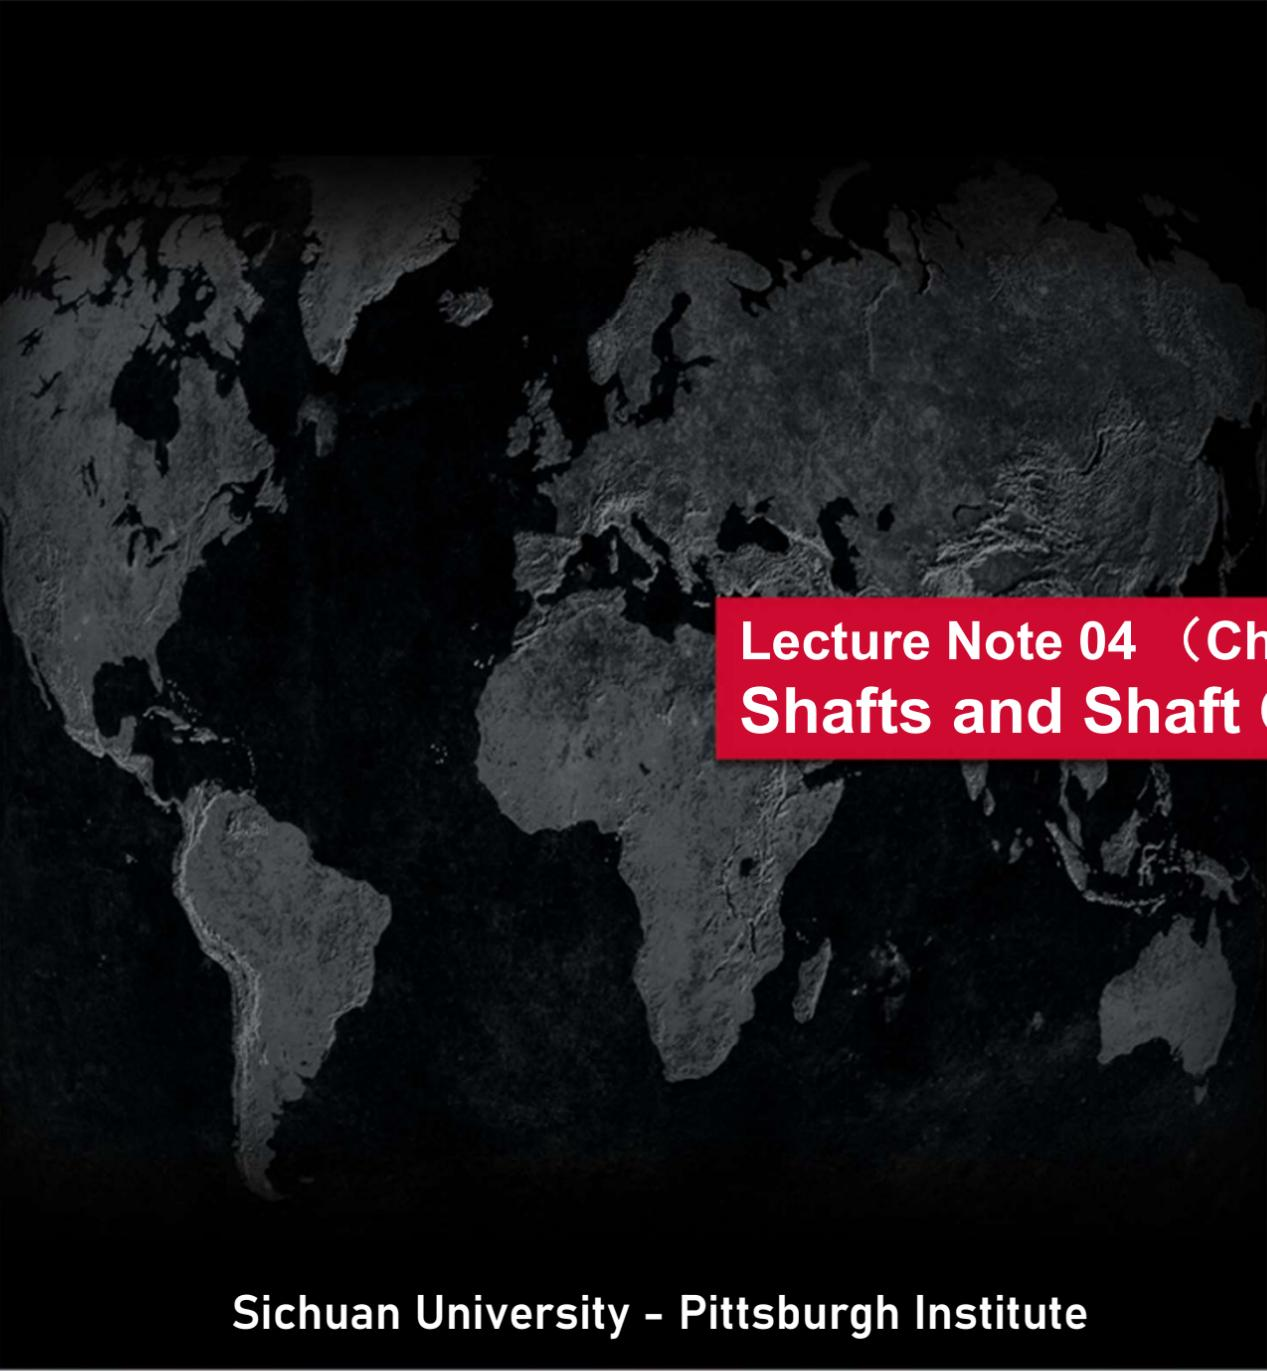 Lecture Note 04 （Ch
Shafts and Shaft
Sichuan University - Pittsburgh Institute